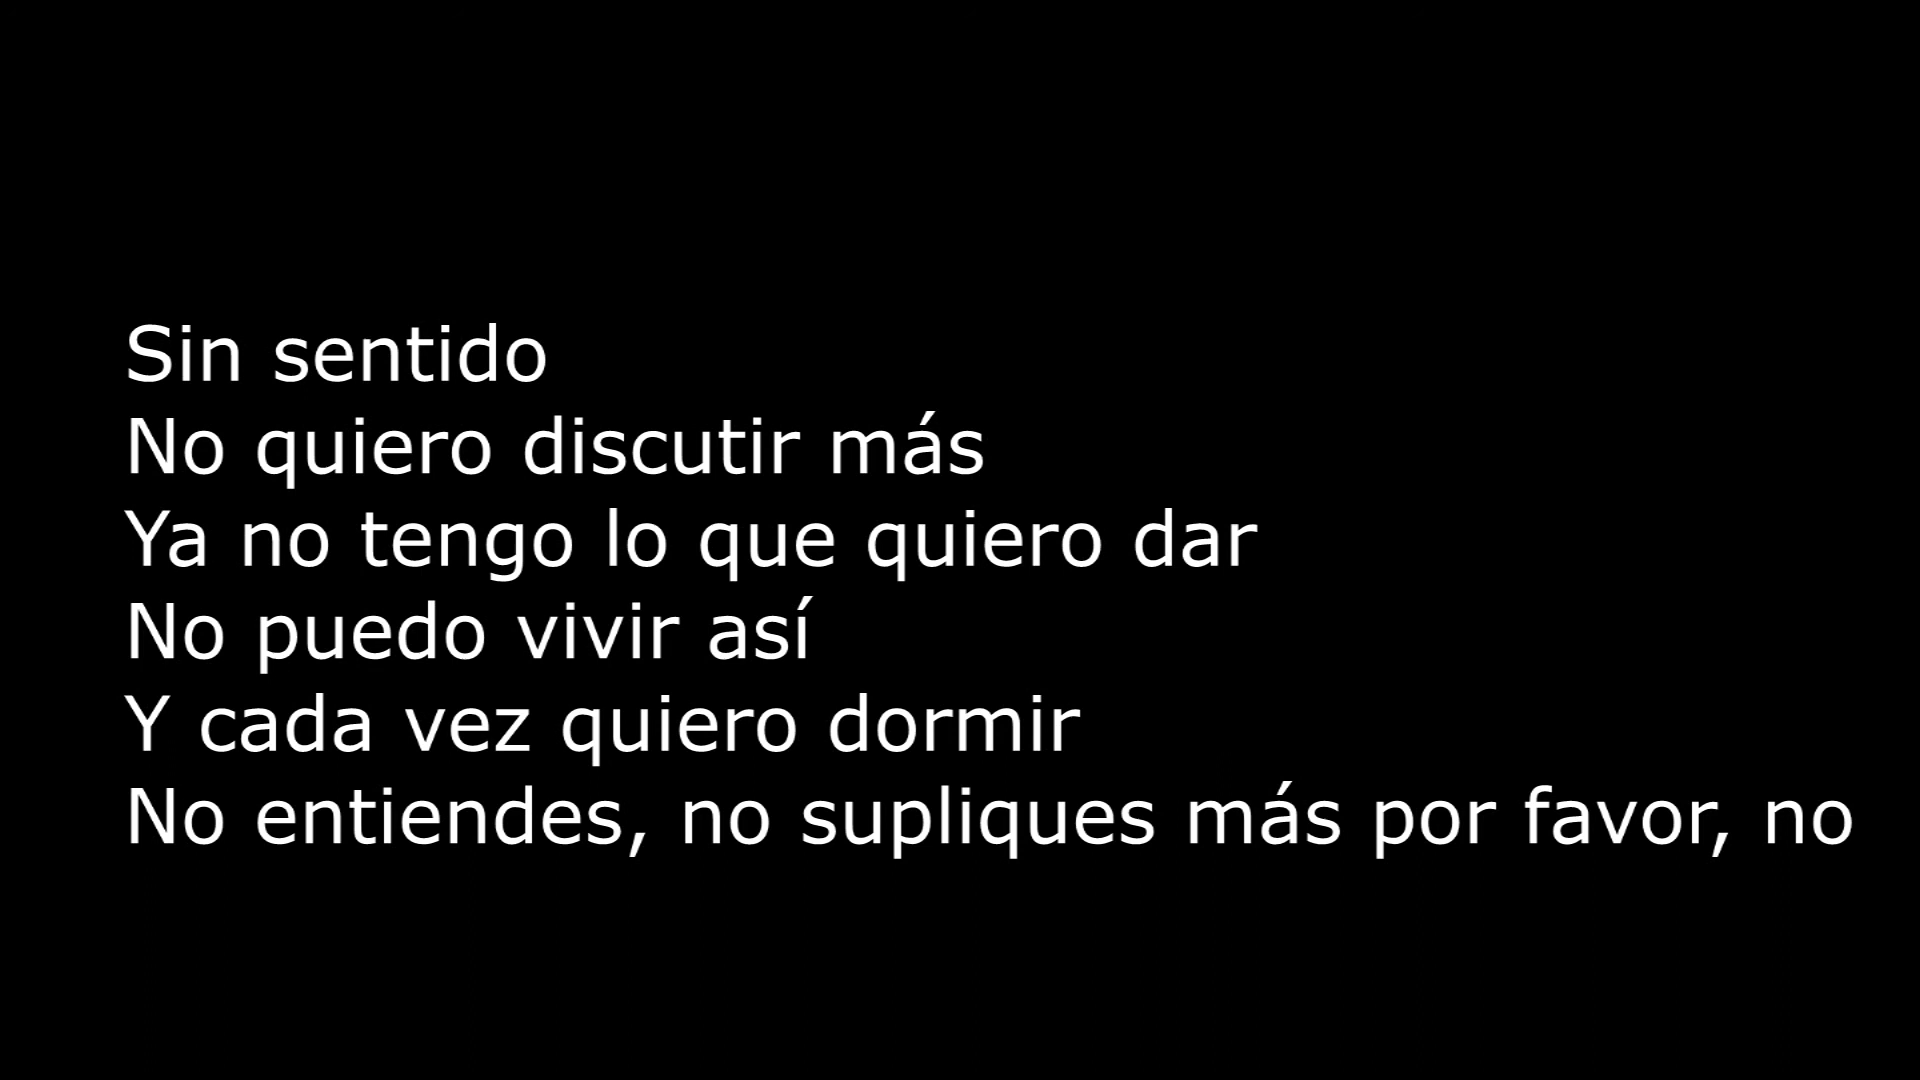 Sin sentido
No quiero discutir más
Ya no tengo lo que quiero dar
No puedo vivir así
Y cada vez quiero dormir
No entiendes, no supliques más por favor, no